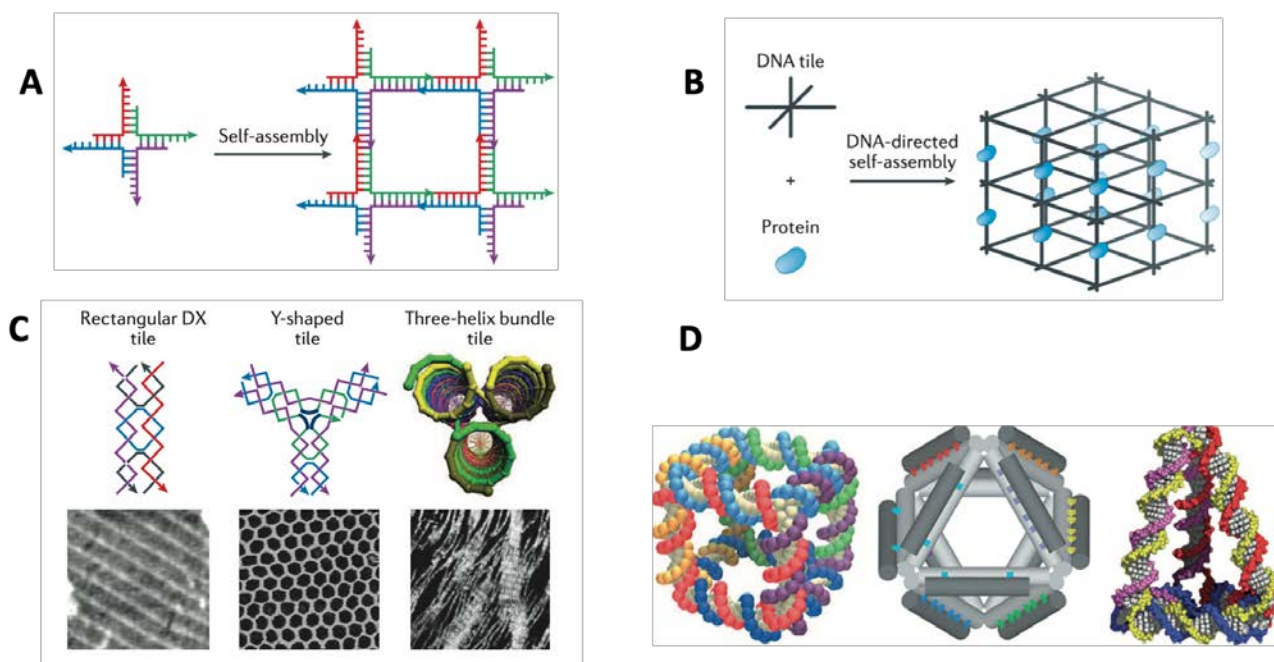 A
Self-assembly
B
DNA tile
+
Protein
DNA-directed
self-assembly
C
Rectangular DX
tile
Y-shaped
tile
Three-helix bundle
tile
D